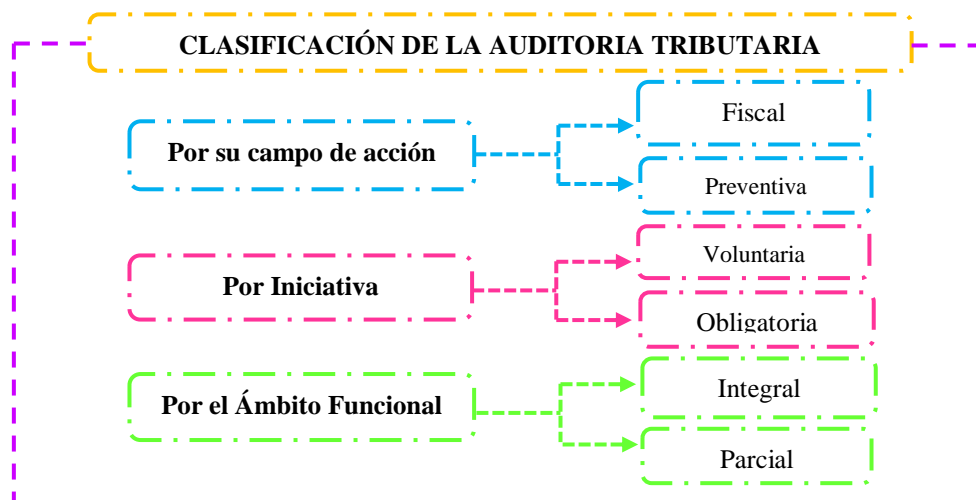 CLASIFICACIÓN DE LA AUDITORIA TRIBUTARIA
Por su campo de acción
Fiscal
Preventiva
Por Iniciativa
Voluntaria
Obligatoria
Por el Ámbito Funcional
Integral
Parcial